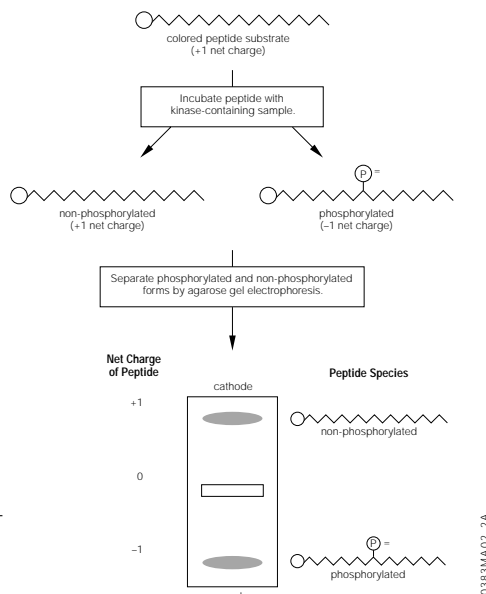 colored peptide substrate
(+1 net charge)
Incubate peptide with
kinase-containing sample.
P =
non-phosphorylated
(+1 net charge)
phosphorylated
(−1 net charge)
Separate phosphorylated and non-phosphorylated
forms by agarose gel electrophoresis.
Net Charge
of Peptide
Peptide Species
cathode
+1
non-phosphorylated
0
−1
P =
phosphorylated
0383MA02_2A